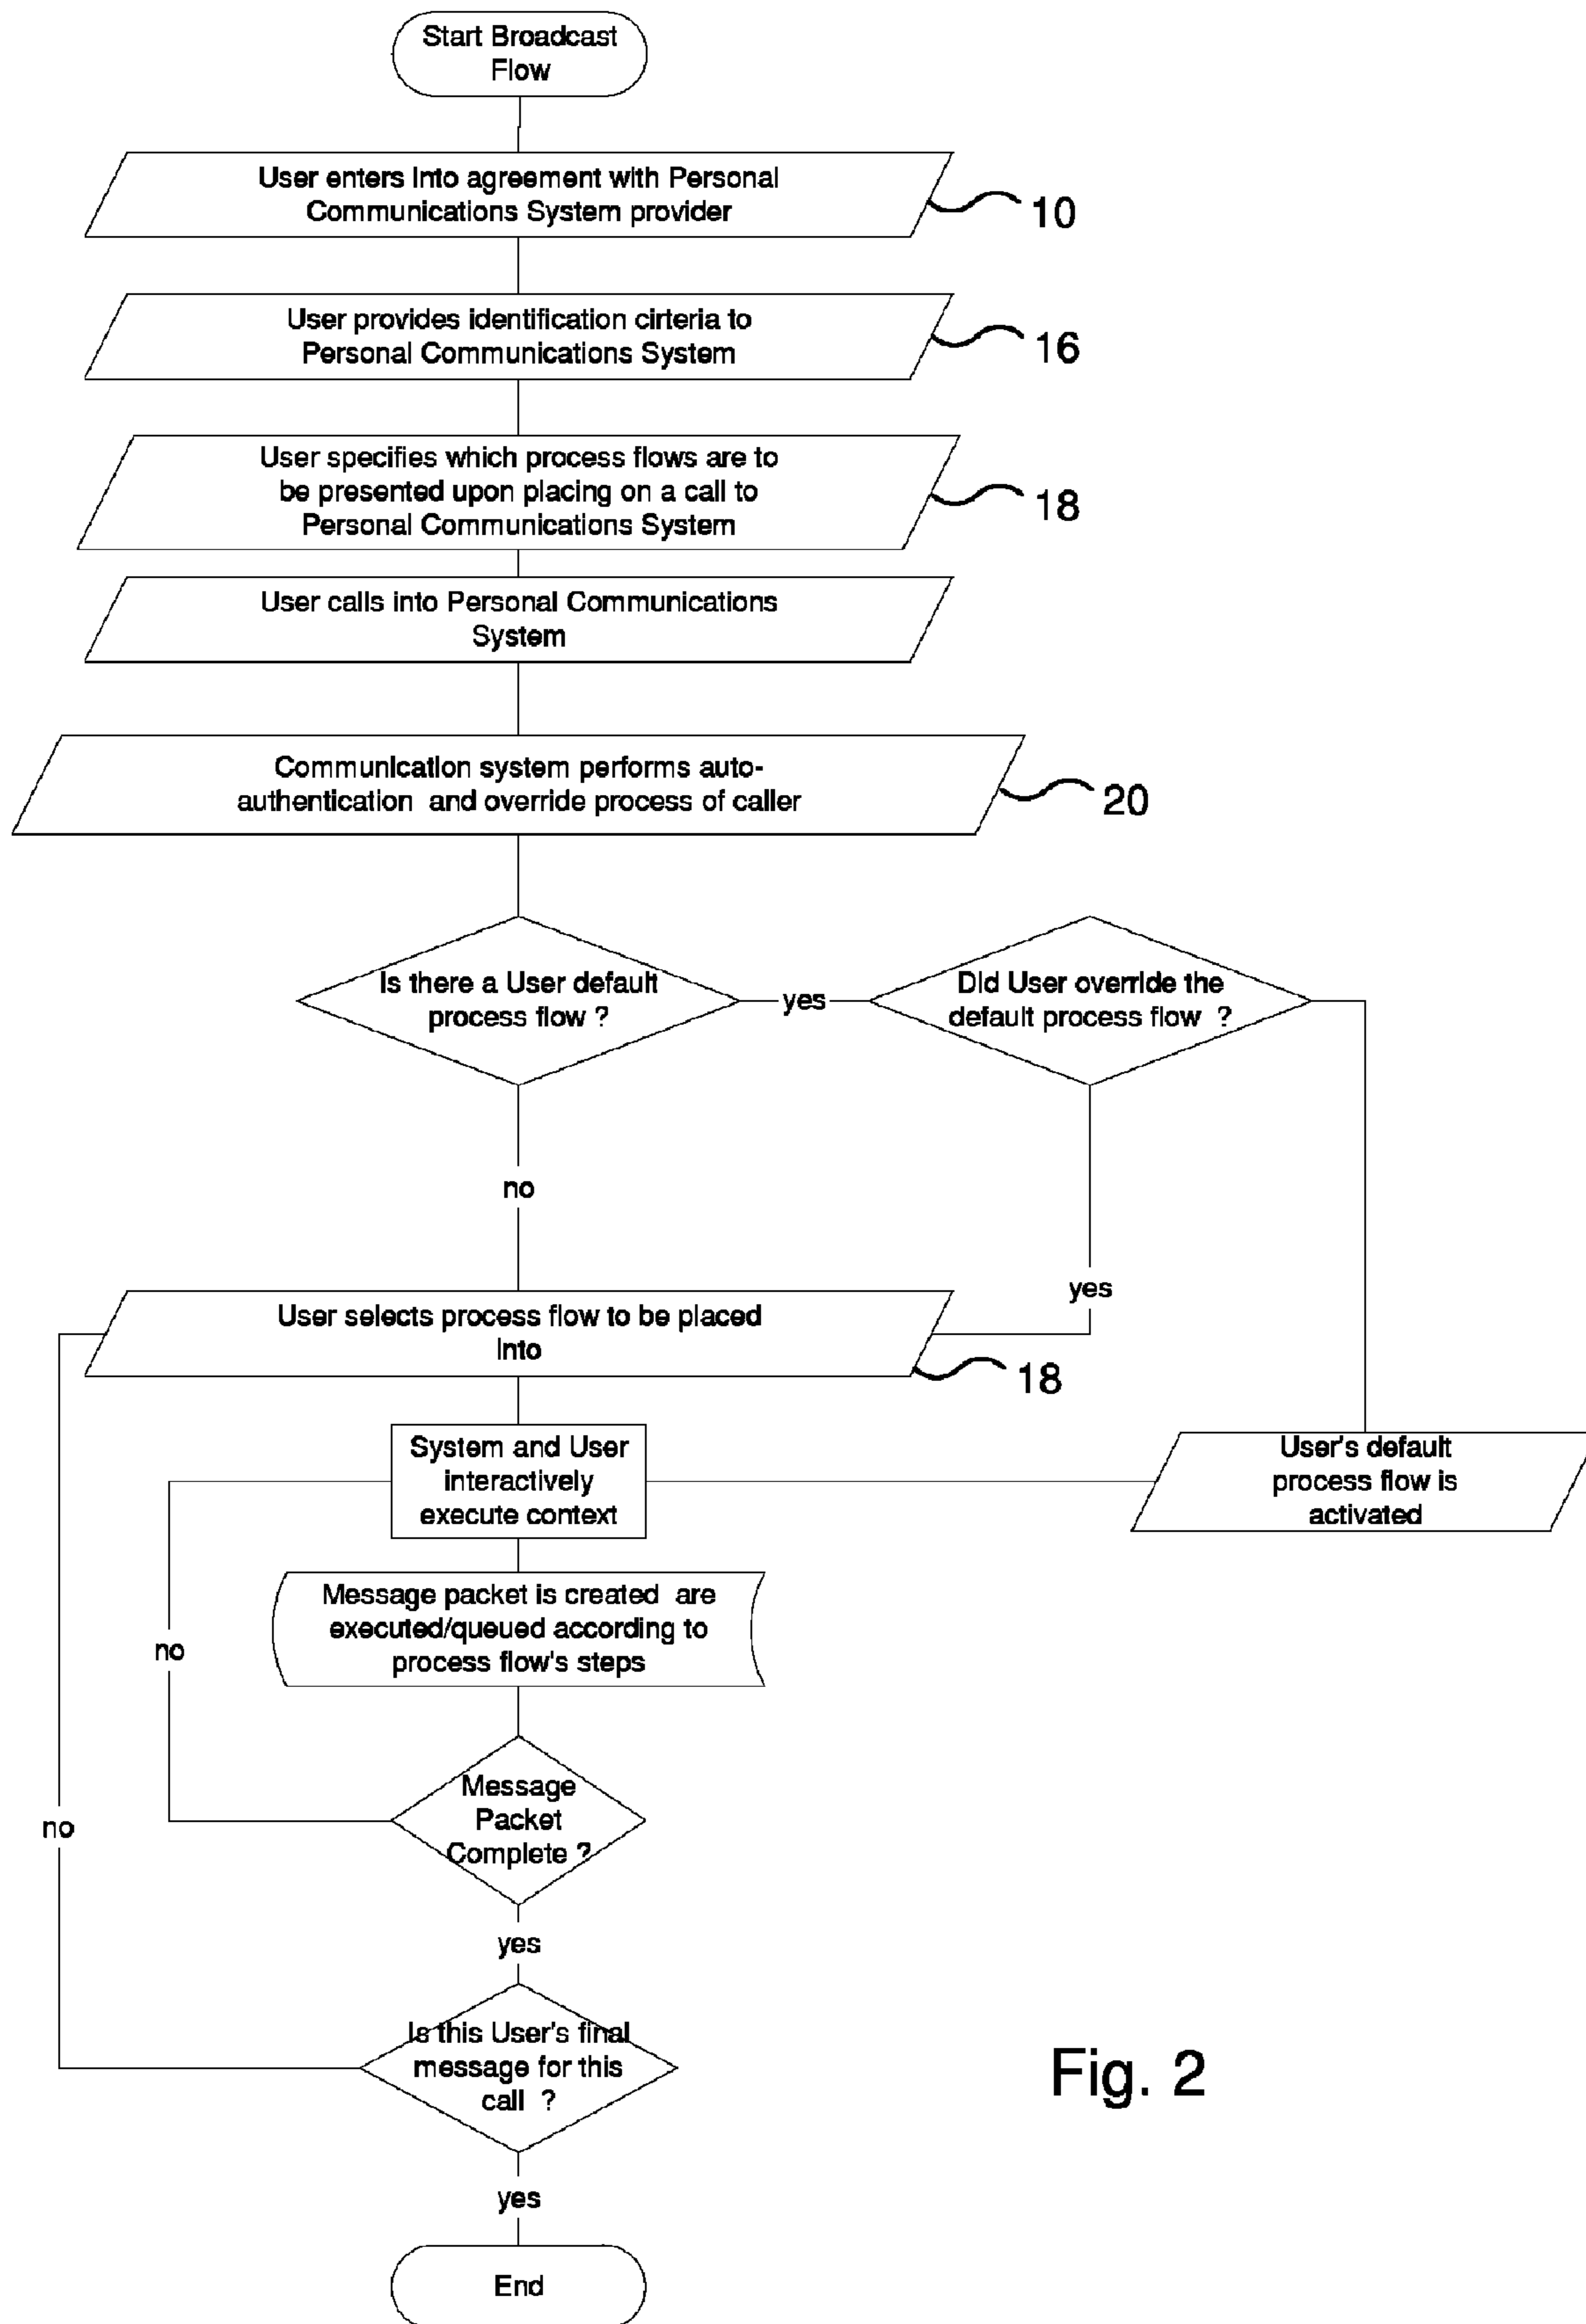 Start Broadcast
Flow
User enters into agreement with Personal
Communications System provider
10
User provides identification cirteria to
Personal Communications System
16
User specifies which process flows are to
be presented upon placing on a call to
Personal Communications System
18
User calls into Personal Communications
System
Communication system performs auto-
authentication and override process of caller
20
Is there a User default
process flow ?
yes
Did User override the
default process flow ?
no
yes
User selects process flow to be placed
into
18
System and User
interactively
execute context
User's default
process flow is
activated
Message packet is created are
executed/queued according to
process flow's steps
no
Message
Packet
Complete ?
no
yes
Is this User's final
message for this
call ?
Fig. 2
yes
End